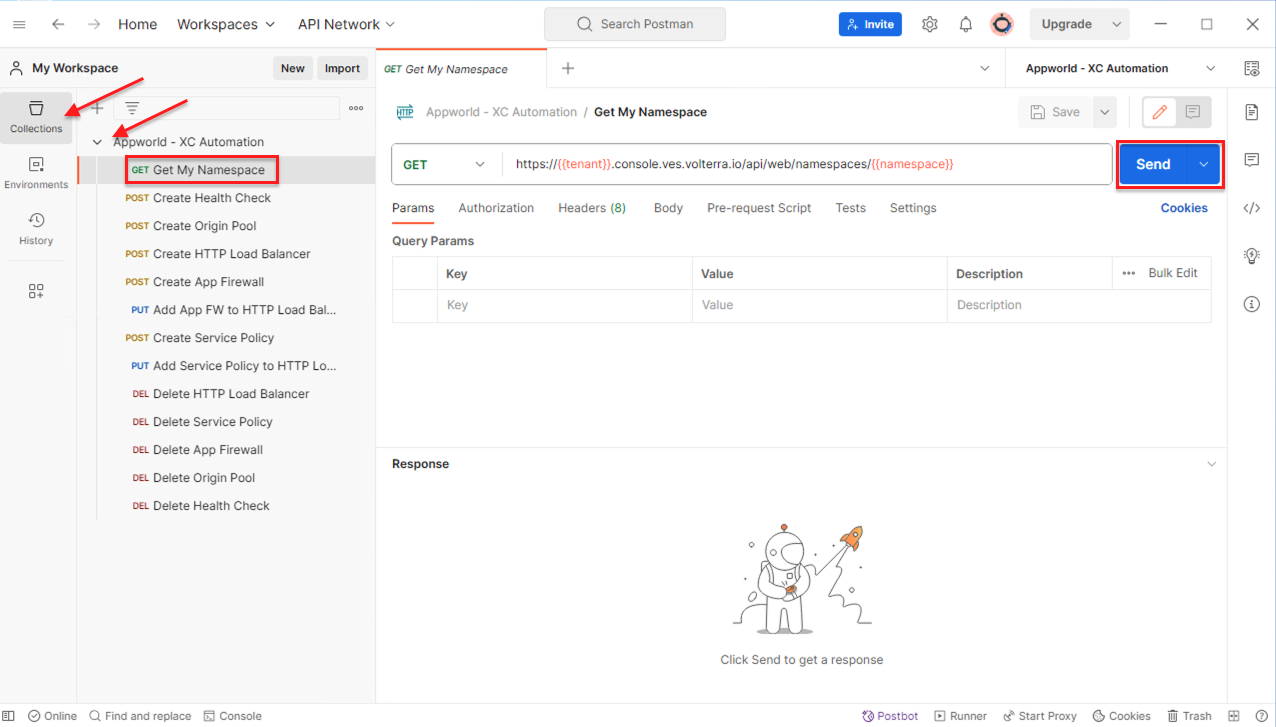 Home Workspaces API Network Search Postman Invite Upgrade
My Workspace New Import GET Get My Namespace Appworld - XC Automation
Collections
Environments
History
Appworld - XC Automation
GET Get My Namespace
POST Create Health Check
POST Create Origin Pool
POST Create HTTP Load Balancer
POST Create App Firewall
PUT Add App FW to HTTP Load Bal...
POST Create Service Policy
PUT Add Service Policy to HTTP Lo...
DEL Delete HTTP Load Balancer
DEL Delete Service Policy
DEL Delete App Firewall
DEL Delete Origin Pool
DEL Delete Health Check
HTTP Appworld - XC Automation / Get My Namespace Save
GET https://{{tenant}}.console.ves.volterra.io/api/web/namespaces/{{namespace}} Send
Params Authorization Headers (8) Body Pre-request Script Tests Settings Cookies
Query Params
Key Value Description Bulk Edit
Key Value Description
Response
Click Send to get a response
Online Find and replace Console Postbot Runner Start Proxy Cookies Trash